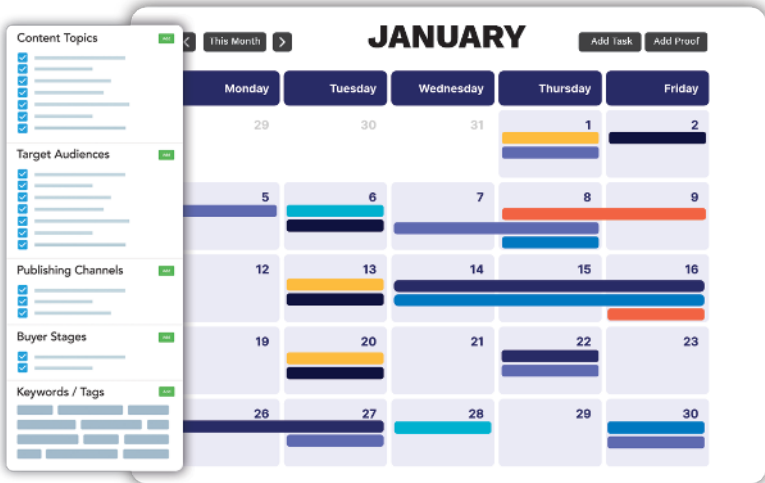 Content Topics
Target Audiences
Publishing Channels
Buyer Stages
Keywords / Tags
This Month
JANUARY
Add Task
Add Proof
Monday Tuesday Wednesday Thursday Friday
29 30 31 1 2
5 6 7 8 9
12 13 14 15 16
19 20 21 22 23
26 27 28 29 30